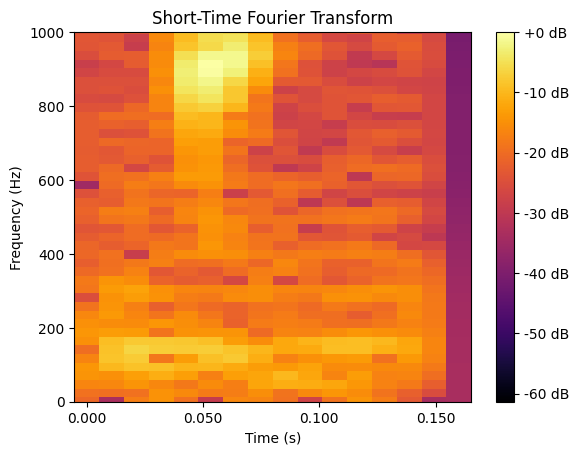 Short-Time Fourier Transform
1000
800
600
400
200
0
Frequency (Hz)
0.000
0.050
0.100
0.150
Time (s)
+0 dB
-10 dB
-20 dB
-30 dB
-40 dB
-50 dB
-60 dB